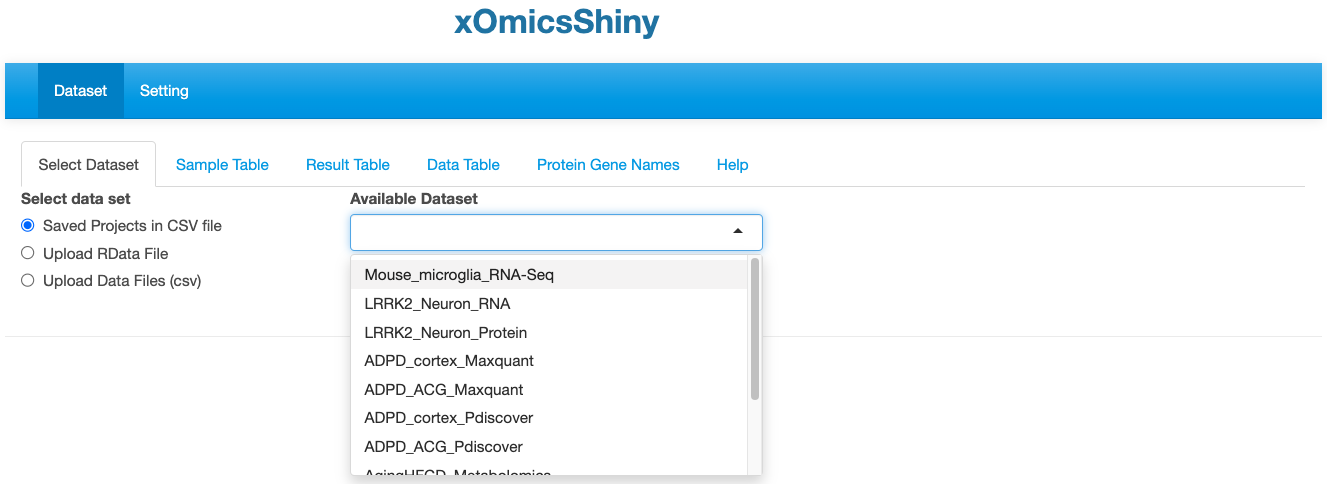 xOmicsShiny
Dataset Setting
Select Dataset Sample Table Result Table Data Table Protein Gene Names Help
Select data set
Saved Projects in CSV file
Upload RData File
Upload Data Files (csv)
Available Dataset
Mouse_microglia_RNA-Seq
LRRK2_Neuron_RNA
LRRK2_Neuron_Protein
ADPD_cortex_Maxquant
ADPD_ACG_Maxquant
ADPD_cortex_Pdiscover
ADPD_ACG_Pdiscover
AgingHFCD_Metabolomics